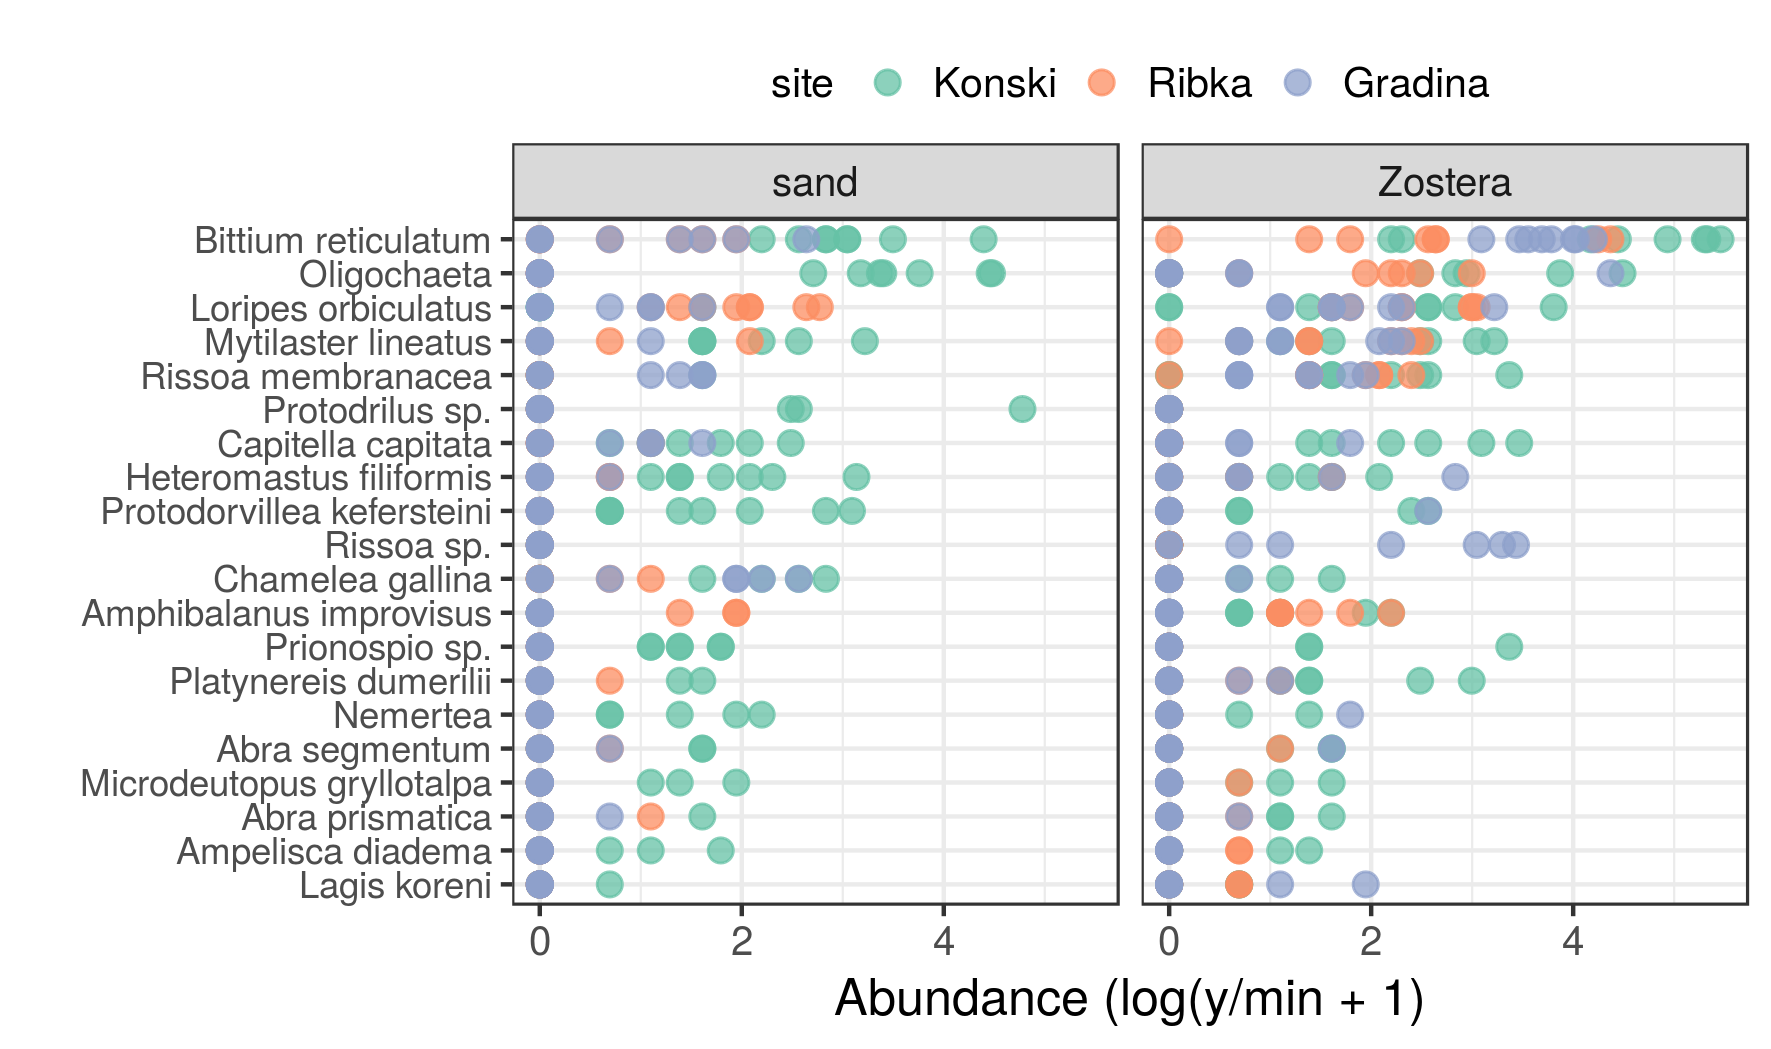 site Konski Ribka Gradina
sand Zostera
Bittium reticulatum
Oligochaeta
Loripes orbiculatus
Mytilaster lineatus
Rissoa membranacea
Protodrilus sp.
Capitella capitata
Heteromastus filiformis
Protodorvillea kefersteini
Rissoa sp.
Chamelea gallina
Amphibalanus improvisus
Prionospio sp.
Platynereis dumerilii
Nemertea
Abra segmentum
Microdeutopus gryllotalpa
Abra prismatica
Ampelisca diadema
Lagis koreni
0 2 4 0 2 4
Abundance (log(y/min + 1)